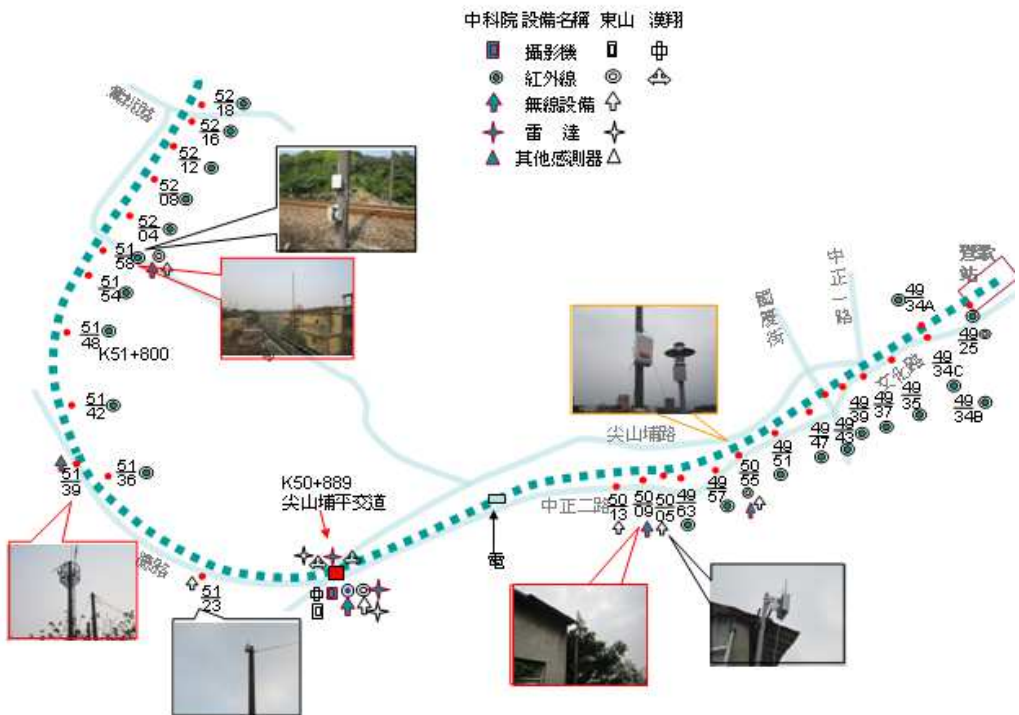 中科院 設備名稱 東山 漢翔
攝影機
紅外線
無線設備
雷達
其他感測器
52
18
52
16
52
12
52
08
52
04
51
58
51
54
51
48
K51+800
51
42
51
39
51
36
51
23
K50+889
尖山埔平交道
電
中正二路
尖山埔路
國慶街
中正一路
文化路
50
13
50
09
50
05
49
63
49
57
50
55
49
51
49
47
49
43
49
39
49
37
49
35
49
34A
49
34C
49
34B
49
25